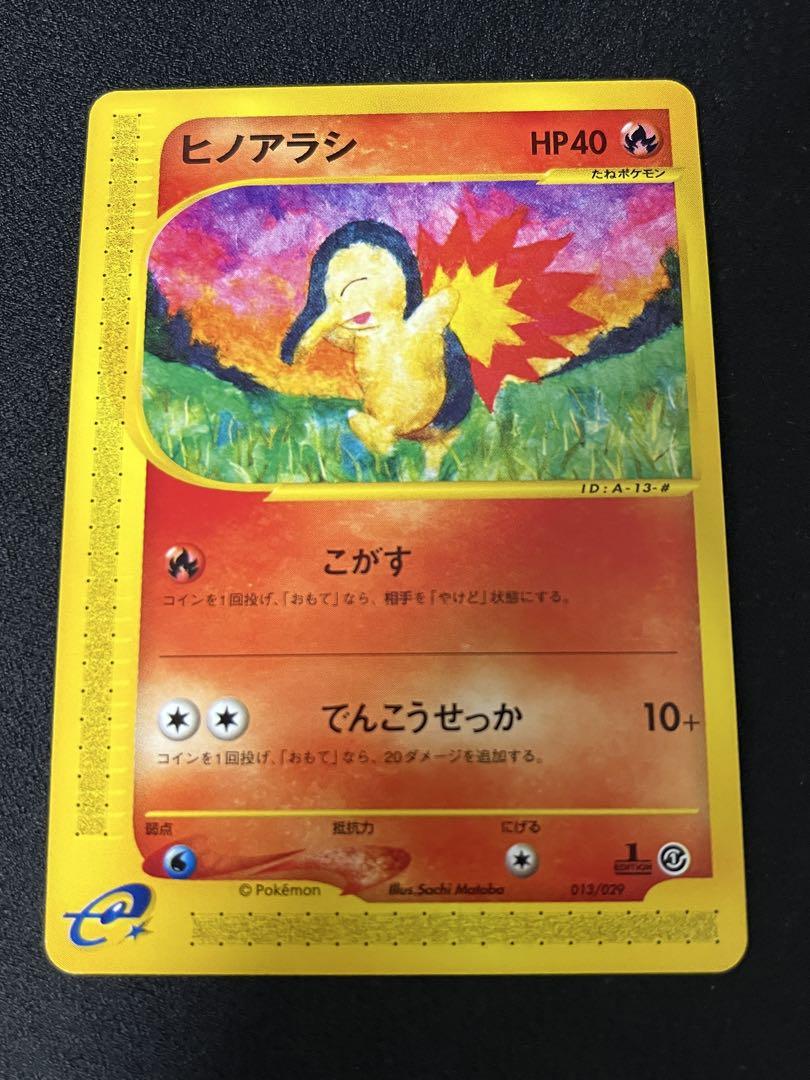 ヒノアラシ HP40
たねポケモン
ID:A-13-#
こがす
コインを1回投げ、「おもて」なら、相手を「やけど」状態にする。
でんこうせっか 10+
コインを1回投げ、「おもて」なら、20ダメージを追加する。
弱点 抵抗力 にげる
1 EDITION
© Pokémon Illus.Sachi Matoba 013/029
e